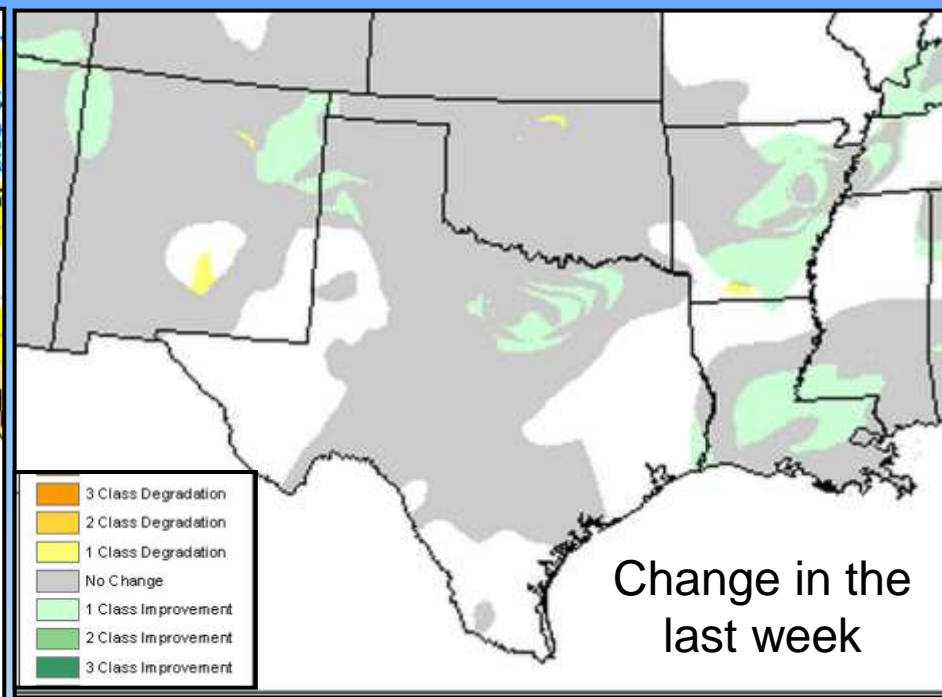 3 Class Degradation
2 Class Degradation
1 Class Degradation
No Change
1 Class Improvement
2 Class Improvement
3 Class Improvement
Change in the
last week